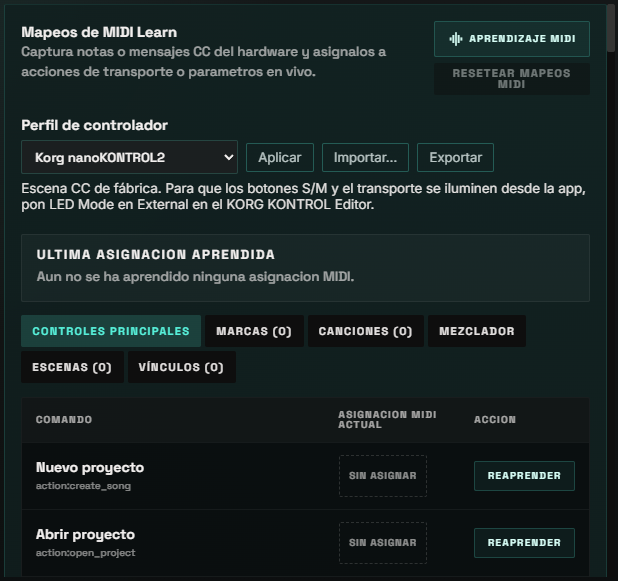 Mapeos de MIDI Learn
Captura notas o mensajes CC del hardware y asignalos a
acciones de transporte o parametros en vivo.
APRENDIZAJE MIDI
RESETEAR MAPEOS
MIDI
Perfil de controlador
Korg nanoKONTROL2
Aplicar
Importar...
Exportar
Escena CC de fábrica. Para que los botones S/M y el transporte se iluminen desde la app,
pon LED Mode en External en el KORG KONTROL Editor.
ULTIMA ASIGNACION APRENDIDA
Aun no se ha aprendido ninguna asignacion MIDI.
CONTROLES PRINCIPALES
MARCAS (0)
CANCIONES (0)
MEZCLADOR
ESCENAS (0)
VÍNCULOS (0)
COMANDO
ASIGNACION MIDI
ACTUAL
ACCION
Nuevo proyecto
action:create_song
SIN ASIGNAR
REAPRENDER
Abrir proyecto
action:open_project
SIN ASIGNAR
REAPRENDER